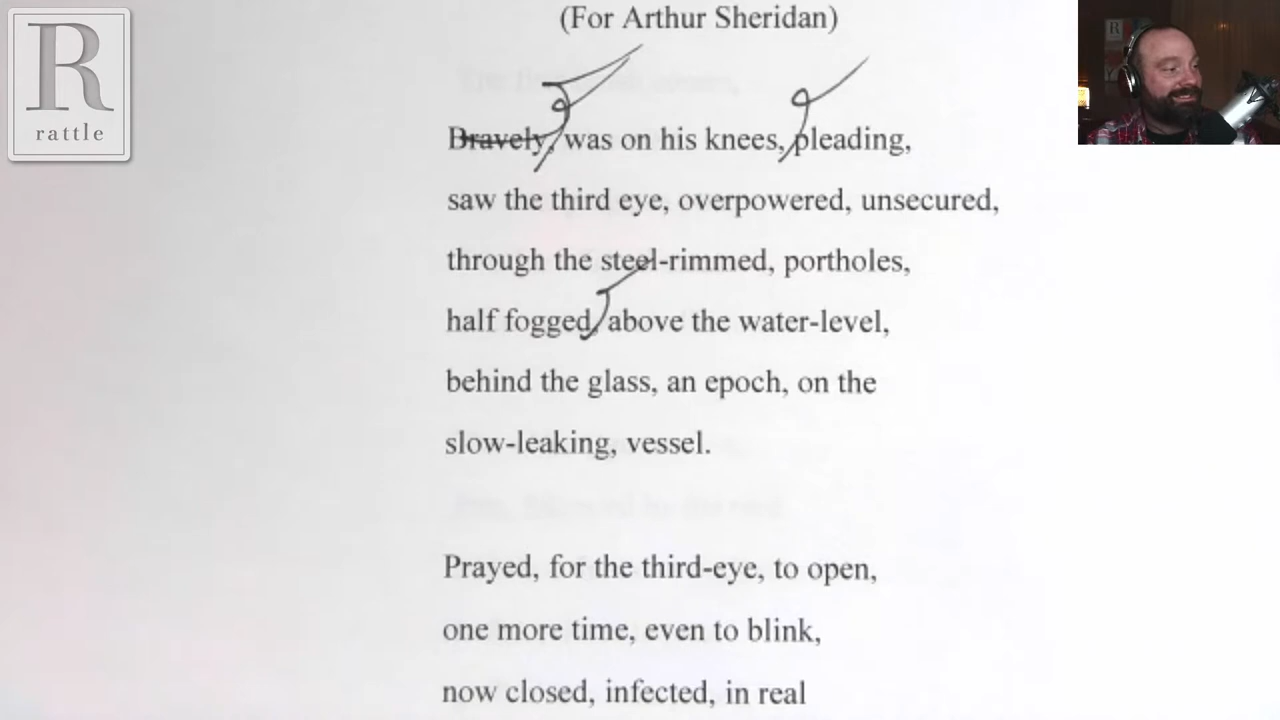 R
rattle
(For Arthur Sheridan)
Bravely, was on his knees, pleading,
saw the third eye, overpowered, unsecured,
through the steel-rimmed, portholes,
half fogged, above the water-level,
behind the glass, an epoch, on the
slow-leaking, vessel.
Prayed, for the third-eye, to open,
one more time, even to blink,
now closed, infected, in real